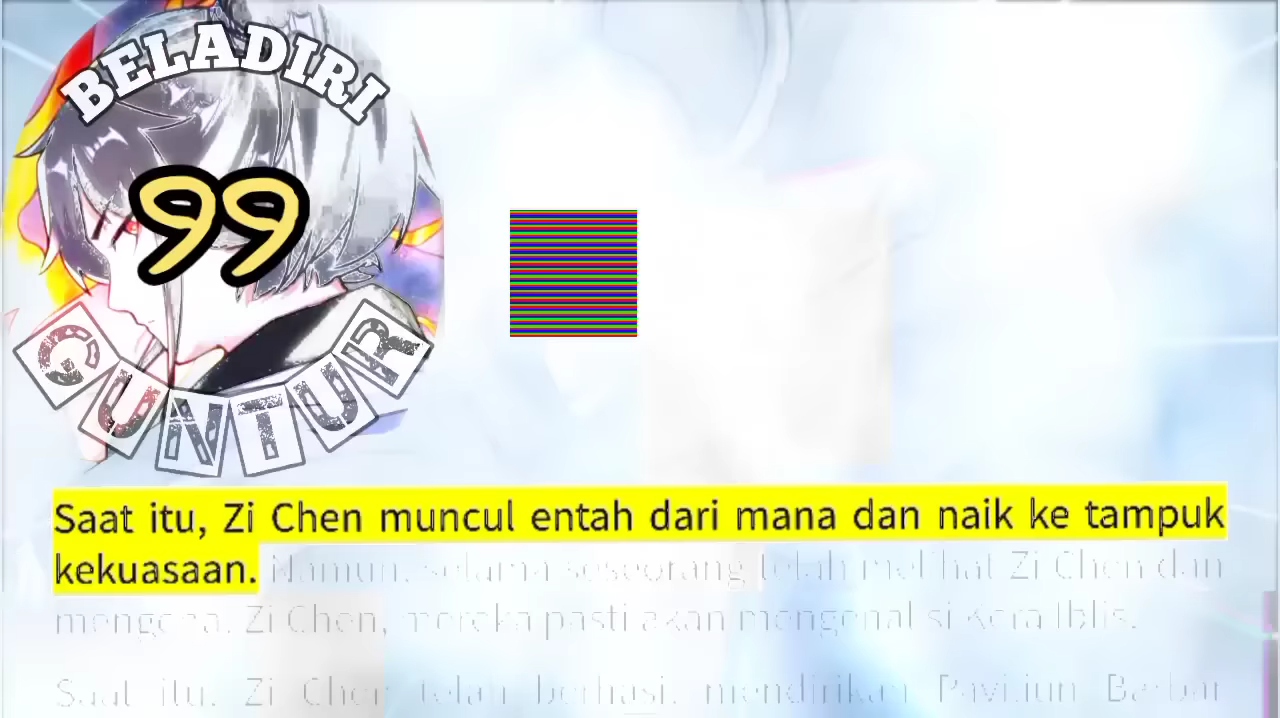 BELADIRI
99
GUNTUR
Saat itu, Zi Chen muncul entah dari mana dan naik ke tampuk
kekuasaan. Namun, selama seseorang telah melihat Zi Chen dan
mengenal Zi Chen, mereka pasti akan mengenal si Kera Iblis.
Saat itu, Zi Chen telah berhasil mendirikan Paviliun Barbar